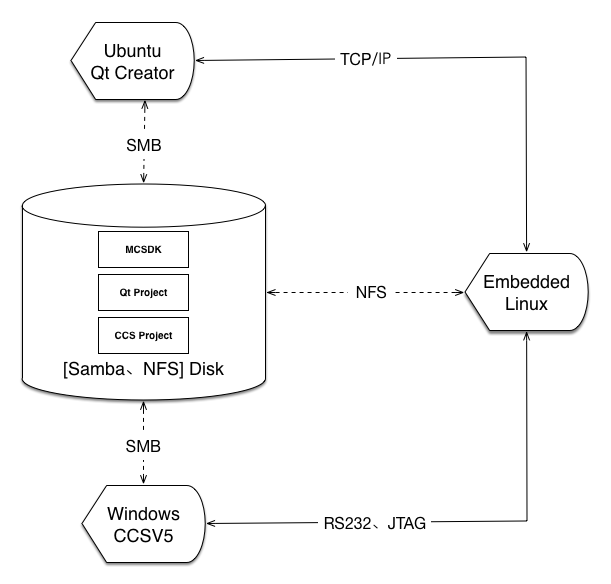 Ubuntu
Qt Creator
TCP/IP
SMB
MCSDK
Qt Project
CCS Project
[Samba、NFS] Disk
NFS
Embedded
Linux
SMB
Windows
CCSV5
RS232、JTAG